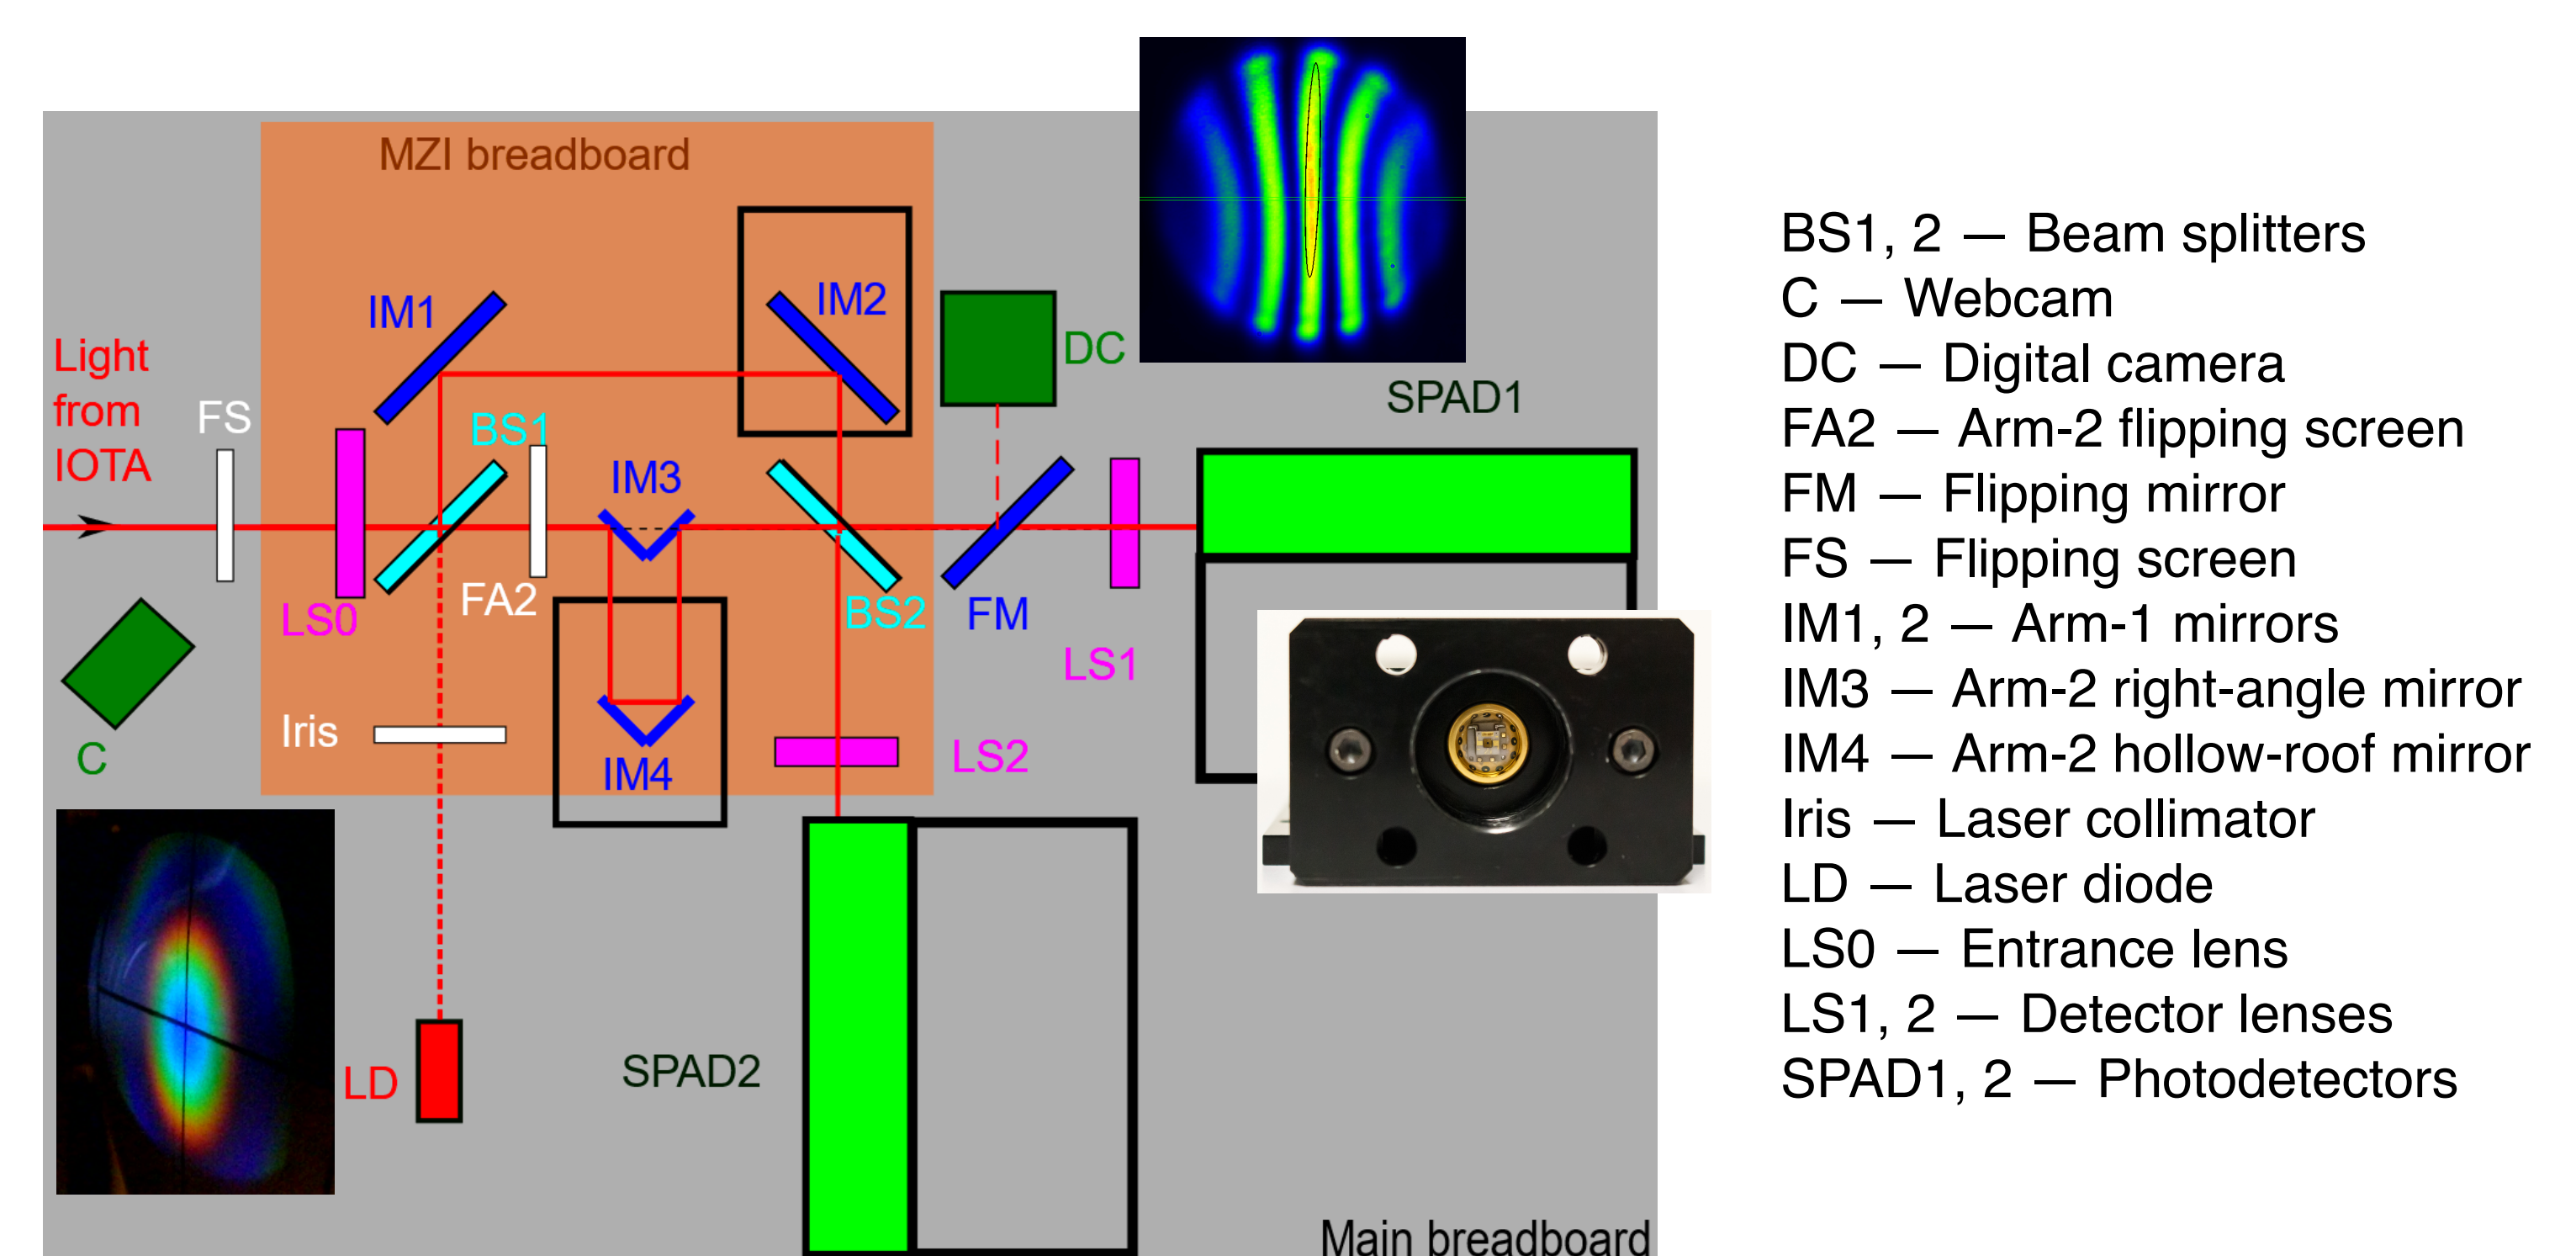 MZI breadboard
IM1
IM2
Light
from
IOTA
FS
BS1
DC
SPAD1
IM3
LS0
FA2
BS2
FM
LS1
Iris
C
IM4
LS2
LD
SPAD2
Main breadboard
BS1, 2 — Beam splitters
C — Webcam
DC — Digital camera
FA2 — Arm-2 flipping screen
FM — Flipping mirror
FS — Flipping screen
IM1, 2 — Arm-1 mirrors
IM3 — Arm-2 right-angle mirror
IM4 — Arm-2 hollow-roof mirror
Iris — Laser collimator
LD — Laser diode
LS0 — Entrance lens
LS1, 2 — Detector lenses
SPAD1, 2 — Photodetectors